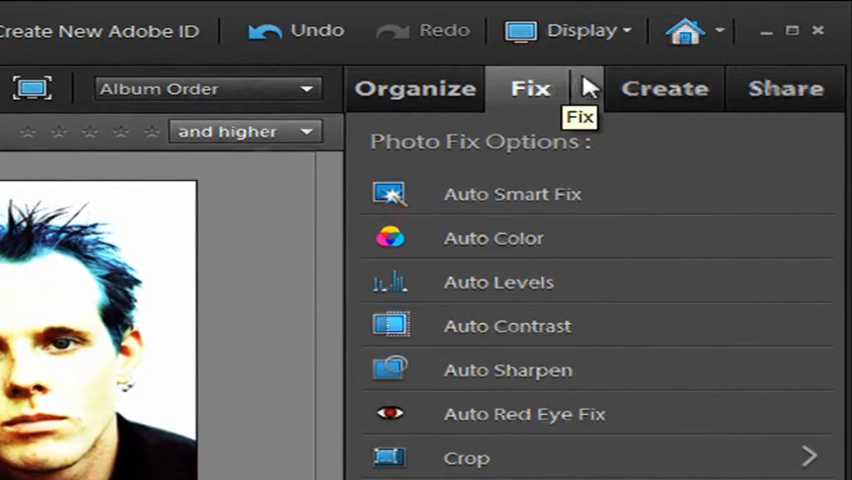 Create New Adobe ID Undo Redo Display
Album Order Organize Fix Create Share
Fix
and higher
Photo Fix Options :
Auto Smart Fix
Auto Color
Auto Levels
Auto Contrast
Auto Sharpen
Auto Red Eye Fix
Crop